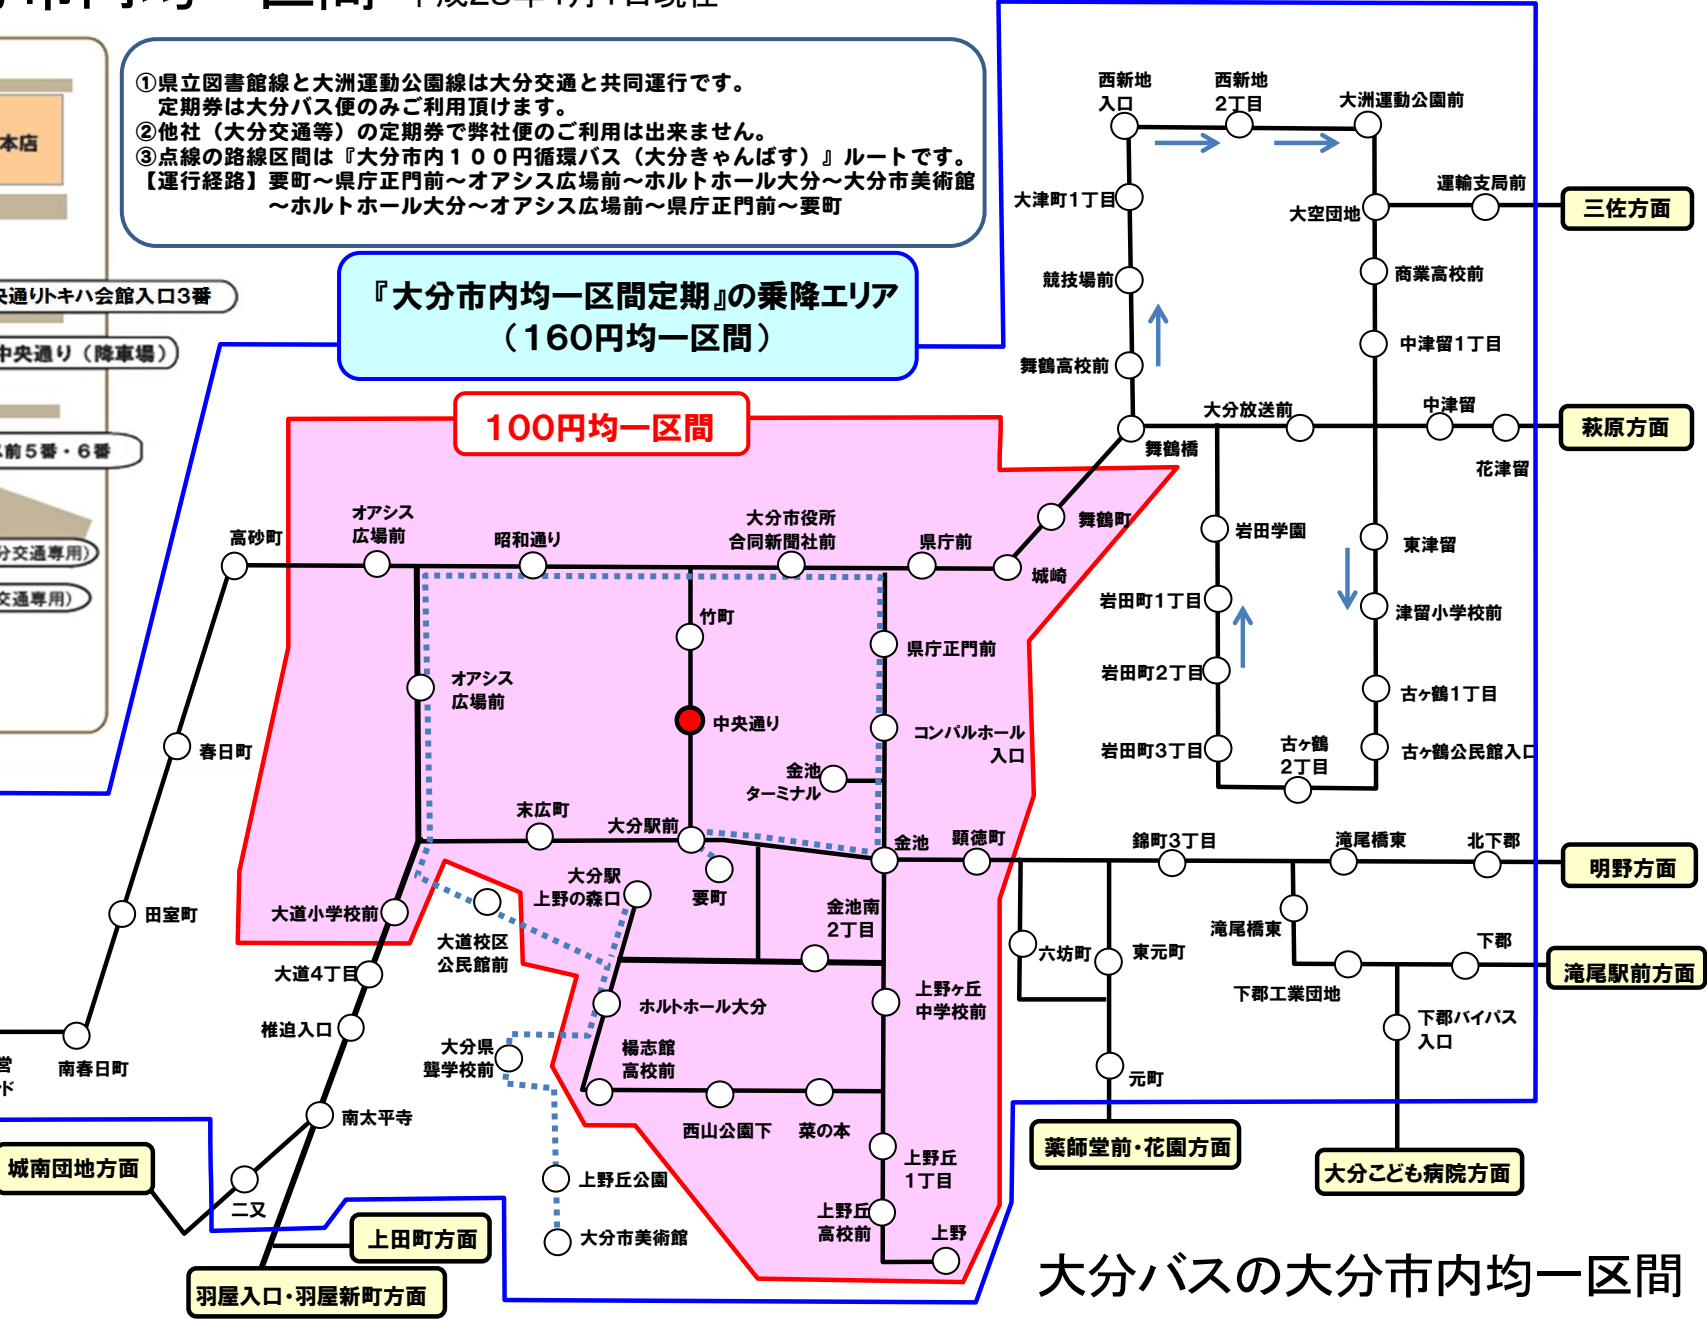 ①県立図書館線と大洲運動公園線は大分交通と共同運行です。
定期券は大分バス便のみご利用頂けます。
②他社（大分交通等）の定期券で弊社便のご利用は出来ません。
③点線の路線区間は『大分市内１００円循環バス（大分きゃんばす）』ルートです。
【運行経路】要町～県庁正門前～オアシス広場前～ホルトホール大分～大分市美術館
～ホルトホール大分～オアシス広場前～県庁正門前～要町
本店
央通りトキハ会館入口3番
中央通り（降車場）
前５番・６番
分交通専用）
交通専用）
『大分市内均一区間定期』の乗降エリア
（160円均一区間）
100円均一区間
西新地
入口
西新地
2丁目
大洲運動公園前
大津町1丁目
運輸支局前
大空団地
三佐方面
競技場前
商業高校前
舞鶴高校前
中津留1丁目
大分放送前
中津留
舞鶴橋
花津留
萩原方面
高砂町
オアシス
広場前
昭和通り
大分市役所
合同新聞社前
県庁前
舞鶴町
城崎
岩田学園
東津留
竹町
県庁正門前
岩田町1丁目
津留小学校前
オアシス
広場前
中央通り
コンパルホール
入口
岩田町2丁目
古ヶ鶴1丁目
春日町
金池
ターミナル
岩田町3丁目
古ヶ鶴
2丁目
古ヶ鶴公民館入口
末広町
大分駅前
金池
顕徳町
錦町3丁目
滝尾橋東
北下郡
明野方面
田室町
大道小学校前
大分駅
上野の森口
要町
金池南
2丁目
大道校区
公民館前
滝尾橋東
六坊町
東元町
下郡
大道4丁目
下郡工業団地
滝尾駅前方面
ホルトホール大分
上野ヶ丘
中学校前
下郡バイパス
入口
椎迫入口
営
ド
南春日町
大分県
聾学校前
楊志館
高校前
元町
南太平寺
西山公園下
菜の本
上野丘
1丁目
薬師堂前・花園方面
大分こども病院方面
城南団地方面
二又
上野丘公園
上野丘
高校前
上野
上田町方面
大分市美術館
羽屋入口・羽屋新町方面
大分バスの大分市内均一区間